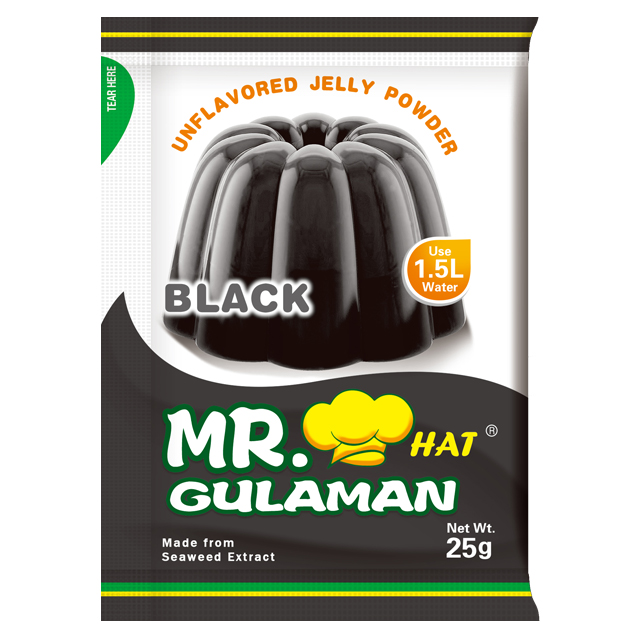 TEAR HERE
UNFLAVORED JELLY POWDER
Use
1.5L
Water
BLACK
MR. HAT ®
GULAMAN
Net Wt.
25g
Made from
Seaweed Extract